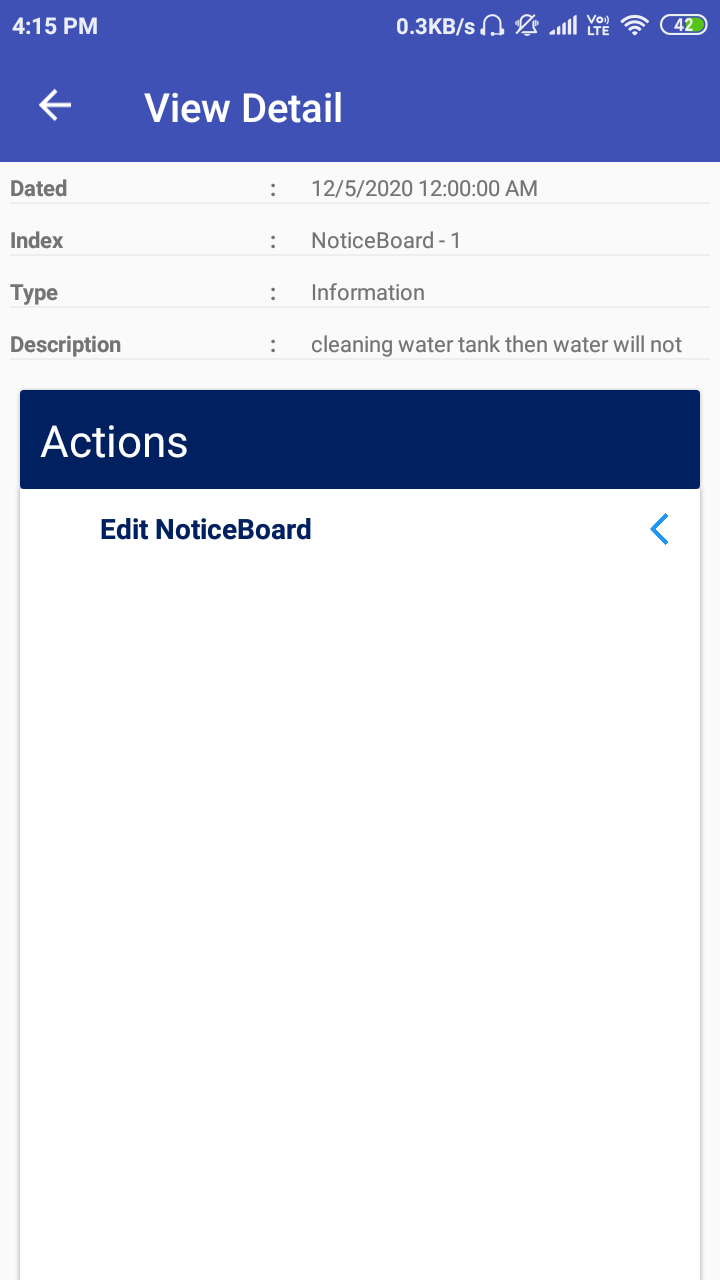 4:15 PM 0.3KB/s Vo LTE 42
View Detail
Dated : 12/5/2020 12:00:00 AM
Index : NoticeBoard - 1
Type : Information
Description : cleaning water tank then water will not
Actions
Edit NoticeBoard